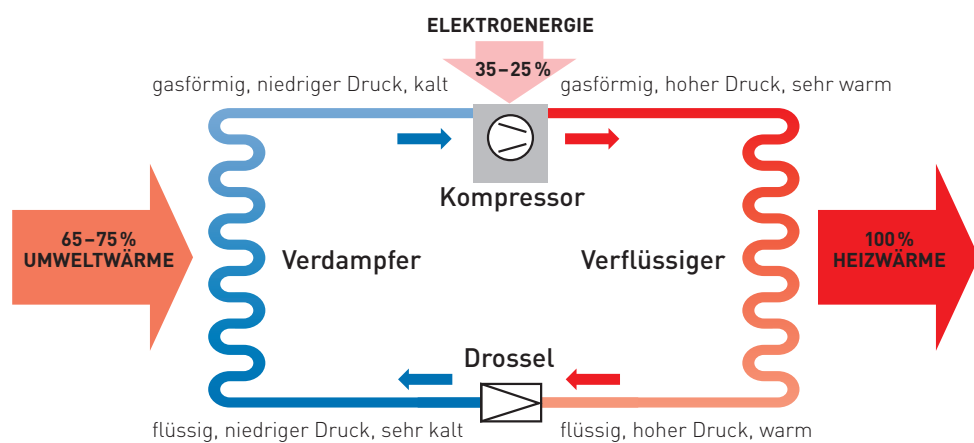 ELEKTROENERGIE
35–25 %
gasförmig, niedriger Druck, kalt
gasförmig, hoher Druck, sehr warm
Kompressor
65–75 %
UMWELTWÄRME
Verdampfer
Verflüssiger
100 %
HEIZWÄRME
Drossel
flüssig, niedriger Druck, sehr kalt
flüssig, hoher Druck, warm